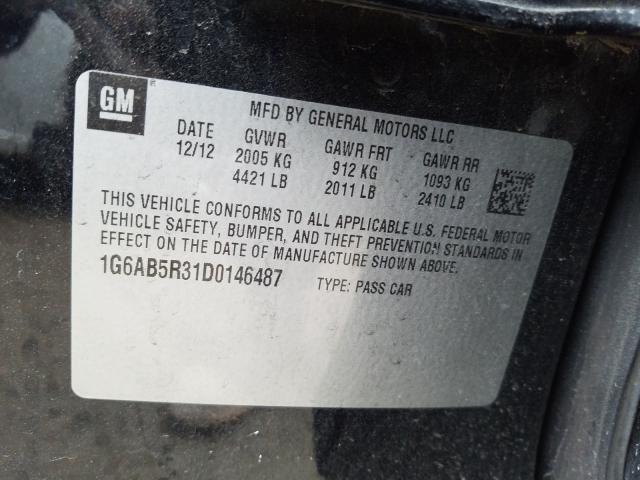 GM
MFD BY GENERAL MOTORS LLC
DATE GVWR GAWR FRT GAWR RR
12/12 2005 KG 912 KG 1093 KG
4421 LB 2011 LB 2410 LB
THIS VEHICLE CONFORMS TO ALL APPLICABLE U.S. FEDERAL MOTOR
VEHICLE SAFETY, BUMPER, AND THEFT PREVENTION STANDARDS IN
EFFECT ON THE DATE OF MANUFACTURE SHOWN ABOVE.
1G6AB5R31D0146487 TYPE: PASS CAR